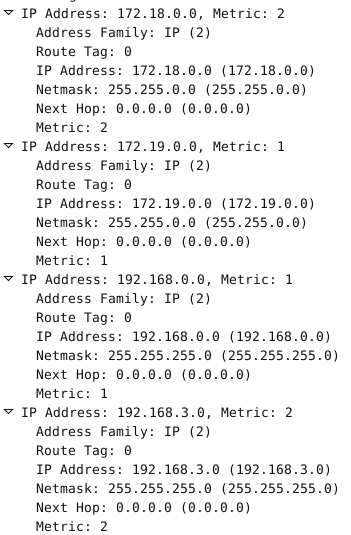 IP Address: 172.18.0.0, Metric: 2
Address Family: IP (2)
Route Tag: 0
IP Address: 172.18.0.0 (172.18.0.0)
Netmask: 255.255.0.0 (255.255.0.0)
Next Hop: 0.0.0.0 (0.0.0.0)
Metric: 2
IP Address: 172.19.0.0, Metric: 1
Address Family: IP (2)
Route Tag: 0
IP Address: 172.19.0.0 (172.19.0.0)
Netmask: 255.255.0.0 (255.255.0.0)
Next Hop: 0.0.0.0 (0.0.0.0)
Metric: 1
IP Address: 192.168.0.0, Metric: 1
Address Family: IP (2)
Route Tag: 0
IP Address: 192.168.0.0 (192.168.0.0)
Netmask: 255.255.255.0 (255.255.255.0)
Next Hop: 0.0.0.0 (0.0.0.0)
Metric: 1
IP Address: 192.168.3.0, Metric: 2
Address Family: IP (2)
Route Tag: 0
IP Address: 192.168.3.0 (192.168.3.0)
Netmask: 255.255.255.0 (255.255.255.0)
Next Hop: 0.0.0.0 (0.0.0.0)
Metric: 2